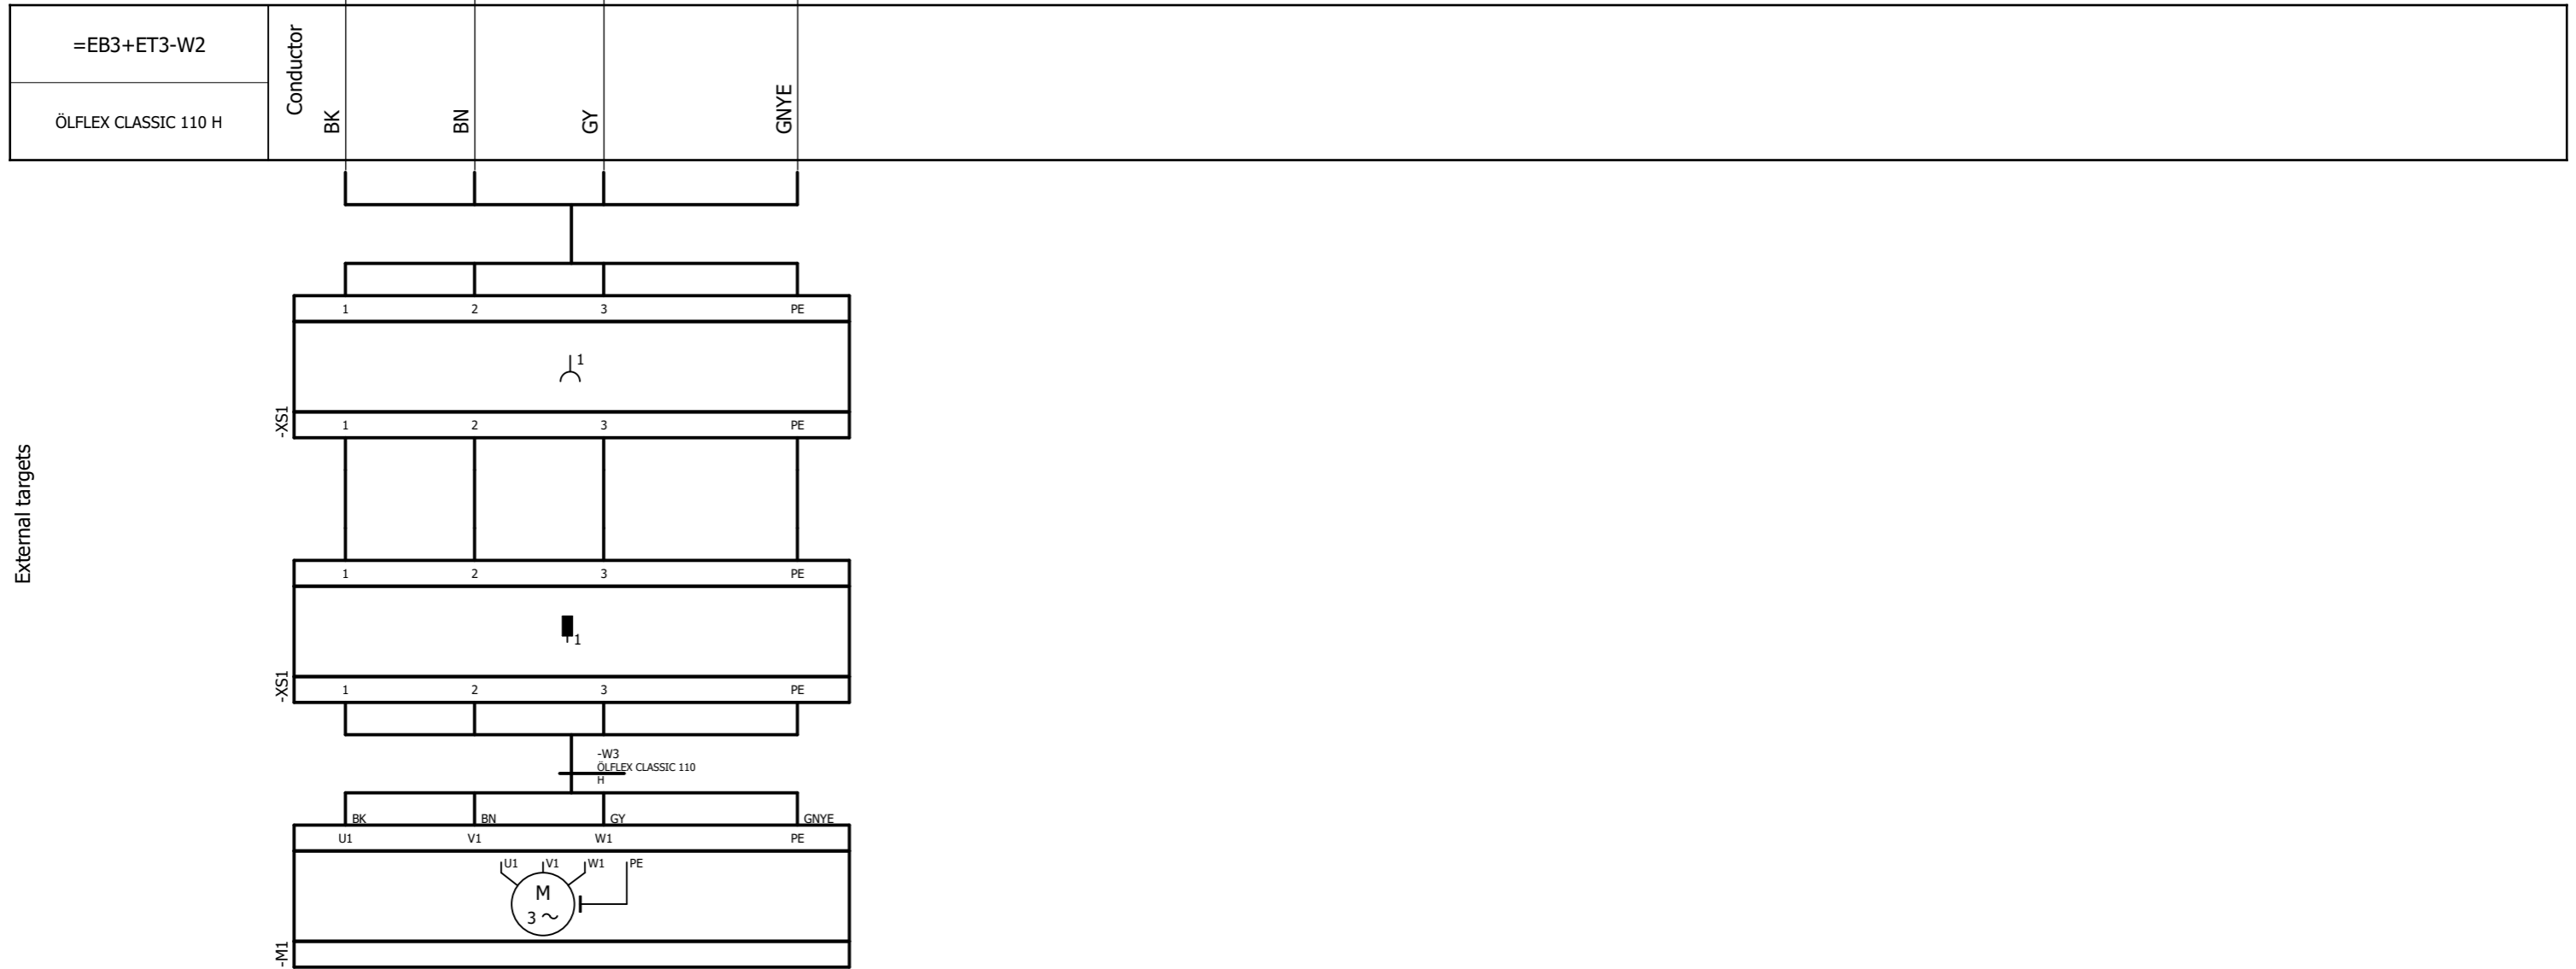 =EB3+ET3-W2
ÖLFLEX CLASSIC 110 H
Conductor
BK
BN
GY
GNYE
External targets
1 2 3 PE
1
-XS1
1 2 3 PE
1 2 3 PE
1
-XS1
1 2 3 PE
-W3
ÖLFLEX CLASSIC 110
H
BK BN GY GNYE
U1 V1 W1 PE
U1 V1 W1 PE
M
3 ~
-M1